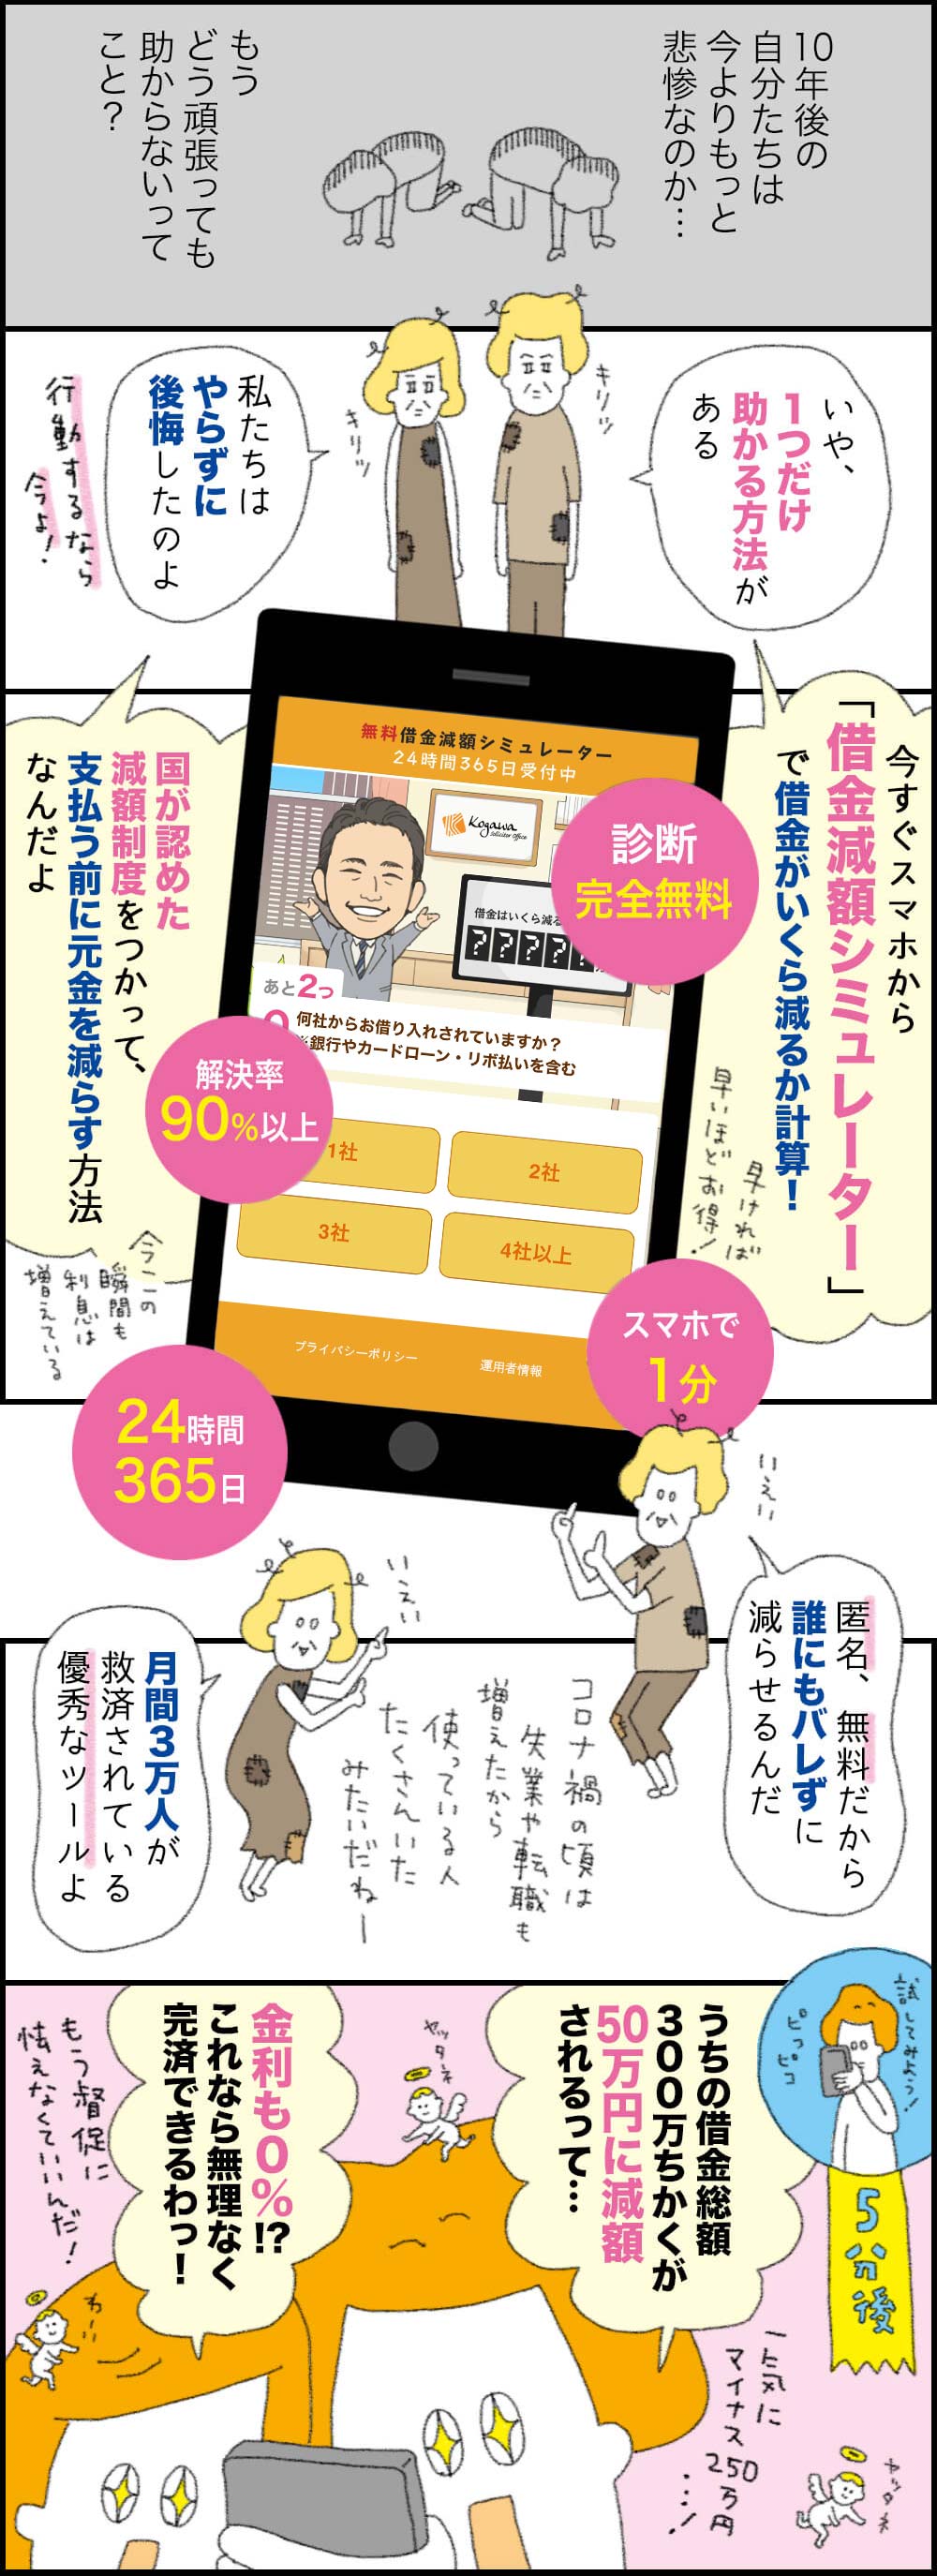 10年後の
自分たちは
今よりもっと
悲惨なのか…
もう
どう頑張っても
助からないって
こと？
いや、
1つだけ
助かる方法が
ある
キリッ
私たちは
やらずに
後悔したのよ
キリッ
行動するなら
今よ！
今すぐスマホから
「借金減額シミュレーター」
で借金がいくら減るか計算！
早ければ
早いほどお得！
国が認めた
減額制度をつかって、
支払う前に元金を減らす方法
なんだよ
今この
瞬間も
利息は
増えている
無料借金減額シミュレーター
24時間365日受付中
Kogawa
Solicitor Office
借金はいくら減る
?????
診断
完全無料
あと2つ
何社からお借り入れされていますか？
※銀行やカードローン・リボ払いを含む
解決率
90%以上
1社
2社
3社
4社以上
プライバシーポリシー
運用者情報
スマホで
1分
24時間
365日
いえい
匿名、無料だから
誰にもバレずに
減らせるんだ
いえい
コロナ禍の頃は
失業や転職も
増えたから
使っている人
たくさんいた
みたいだねー
月間3万人が
救済されている
優秀なツールよ
試してみよっ！
ピコピコ
5分後
うちの借金総額
300万ちかくが
50万円に減額
されるって…
ヤッタネ
金利も0％!?
これなら無理なく
完済できるわっ！
もう督促に
怯えなくていいんだ！
わーい
一気に
マイナス
250万円
…！
ヤッタネ